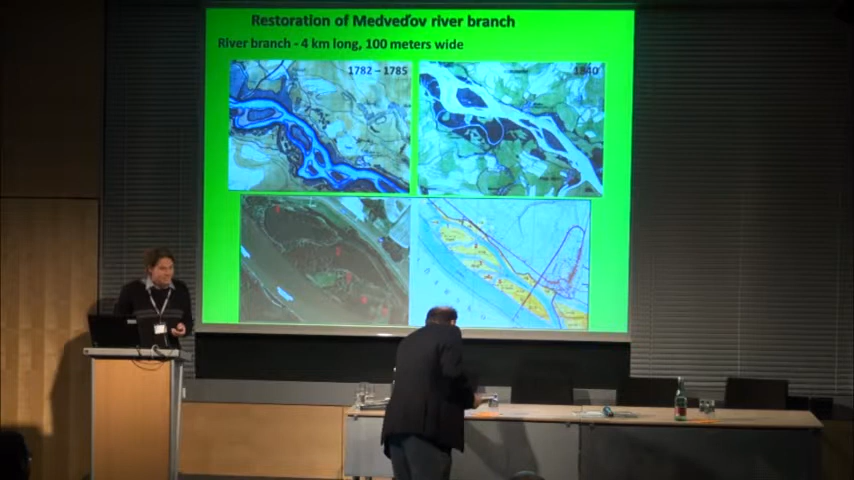 Restoration of Medveďov river branch
River branch – 4 km long, 100 meters wide
1782 – 1785
1840